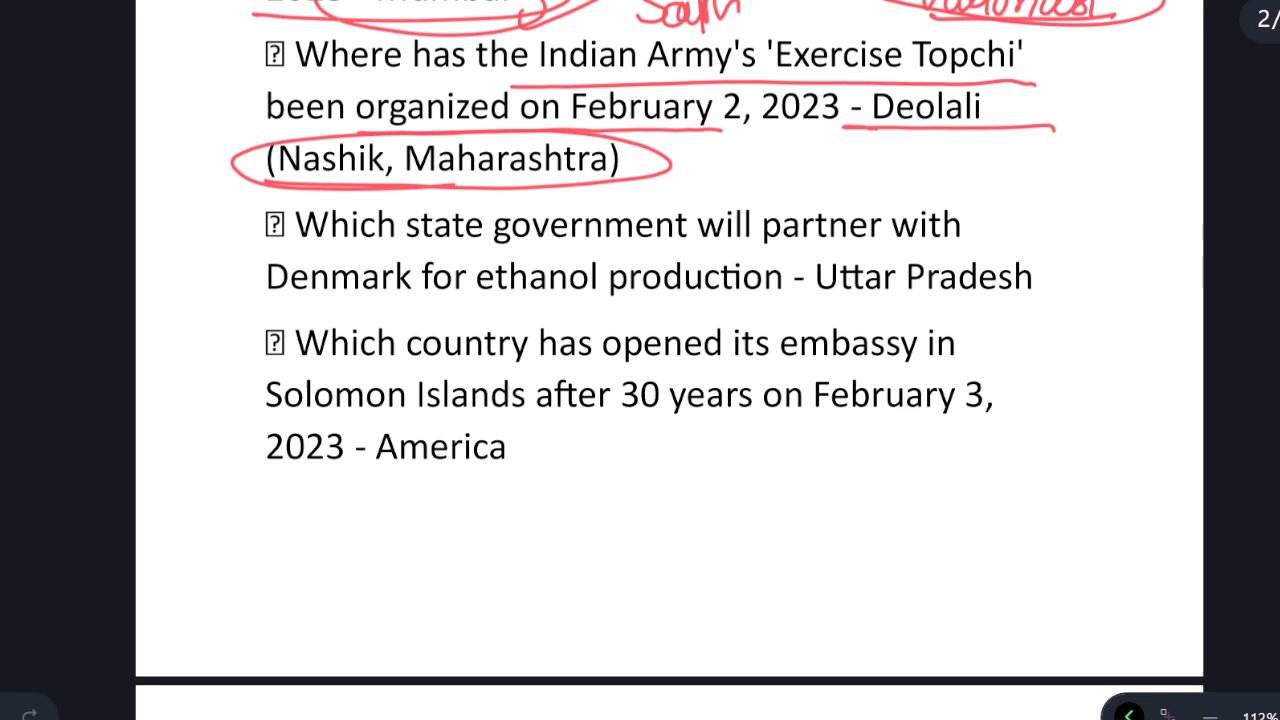 Where has the Indian Army's 'Exercise Topchi'
been organized on February 2, 2023 - Deolali
(Nashik, Maharashtra)
Which state government will partner with
Denmark for ethanol production - Uttar Pradesh
Which country has opened its embassy in
Solomon Islands after 30 years on February 3,
2023 - America
2/
112%